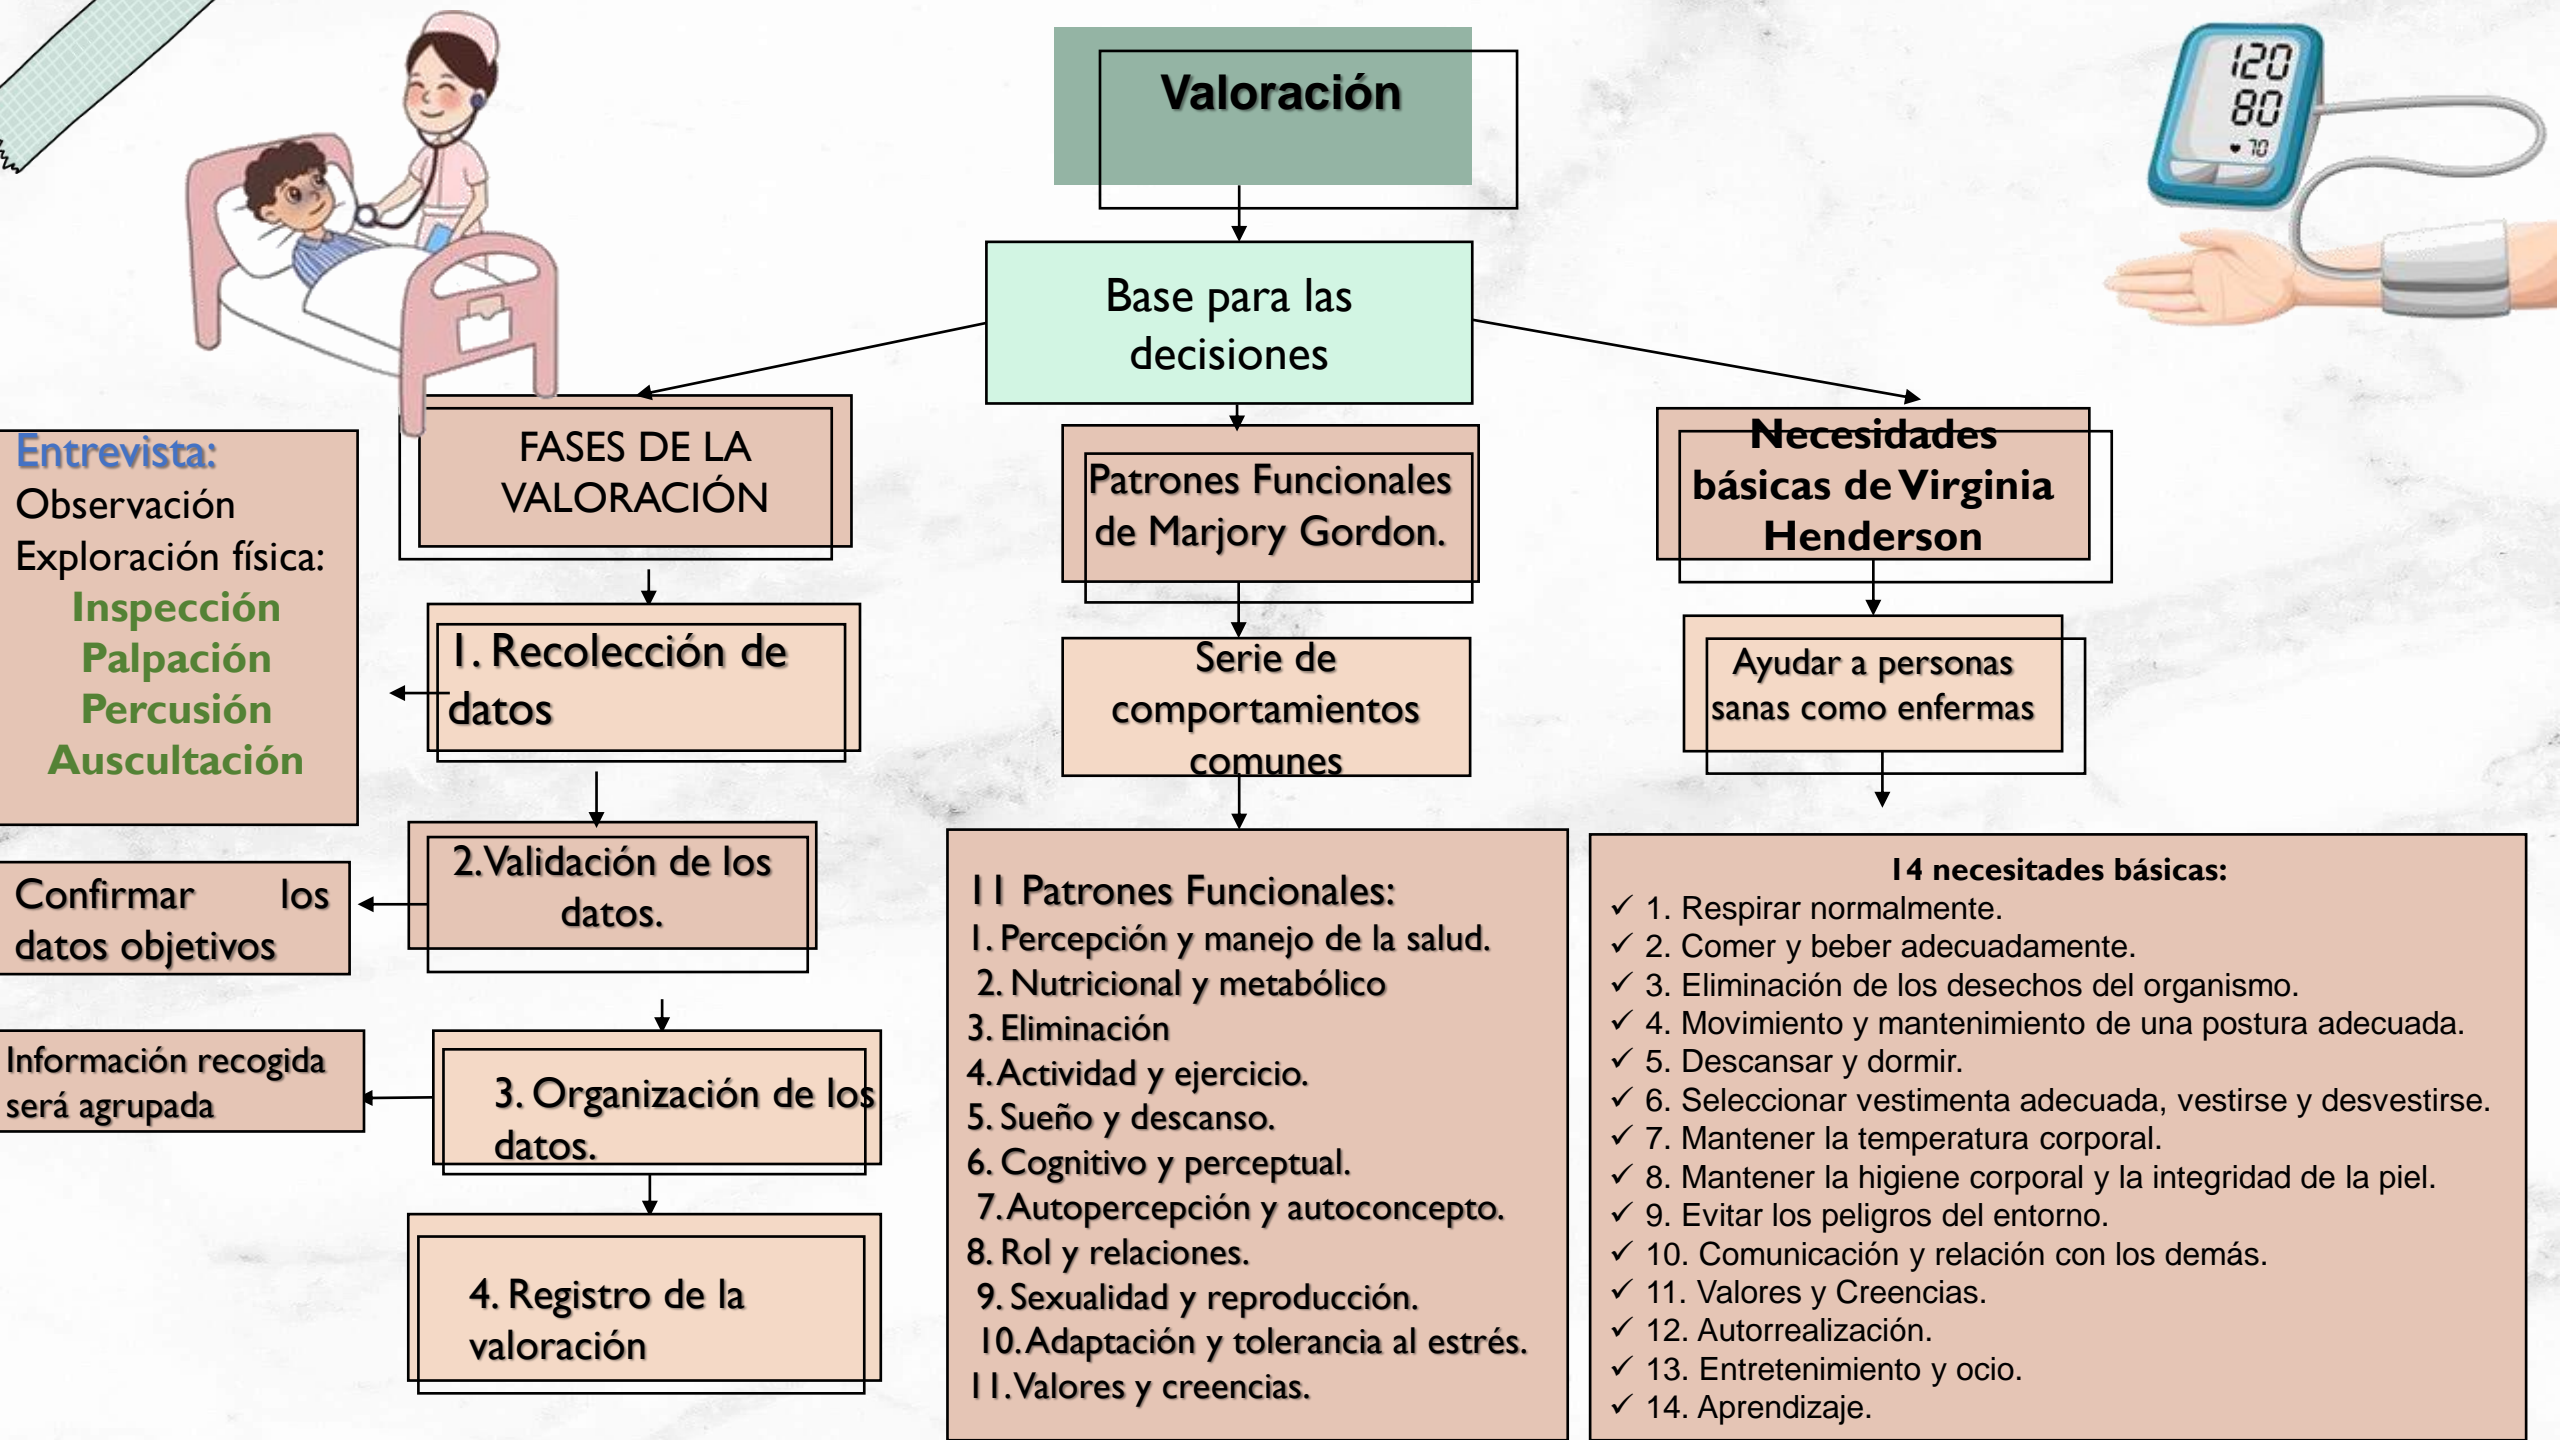 Valoración
120
80
♥ 70
Base para las
decisiones
FASES DE LA
VALORACIÓN
Entrevista:
Observación
Exploración física:
Inspección
Palpación
Percusión
Auscultación
1. Recolección de
datos
2. Validación de los
datos.
Confirmar los
datos objetivos
3. Organización de los
datos.
Información recogida
será agrupada
4. Registro de la
valoración
Patrones Funcionales
de Marjory Gordon.
Serie de
comportamientos
comunes
11 Patrones Funcionales:
1. Percepción y manejo de la salud.
2. Nutricional y metabólico
3. Eliminación
4. Actividad y ejercicio.
5. Sueño y descanso.
6. Cognitivo y perceptual.
7. Autopercepción y autoconcepto.
8. Rol y relaciones.
9. Sexualidad y reproducción.
10. Adaptación y tolerancia al estrés.
11. Valores y creencias.
Necesidades
básicas de Virginia
Henderson
Ayudar a personas
sanas como enfermas
14 necesitades básicas:
✓ 1. Respirar normalmente.
✓ 2. Comer y beber adecuadamente.
✓ 3. Eliminación de los desechos del organismo.
✓ 4. Movimiento y mantenimiento de una postura adecuada.
✓ 5. Descansar y dormir.
✓ 6. Seleccionar vestimenta adecuada, vestirse y desvestirse.
✓ 7. Mantener la temperatura corporal.
✓ 8. Mantener la higiene corporal y la integridad de la piel.
✓ 9. Evitar los peligros del entorno.
✓ 10. Comunicación y relación con los demás.
✓ 11. Valores y Creencias.
✓ 12. Autorrealización.
✓ 13. Entretenimiento y ocio.
✓ 14. Aprendizaje.